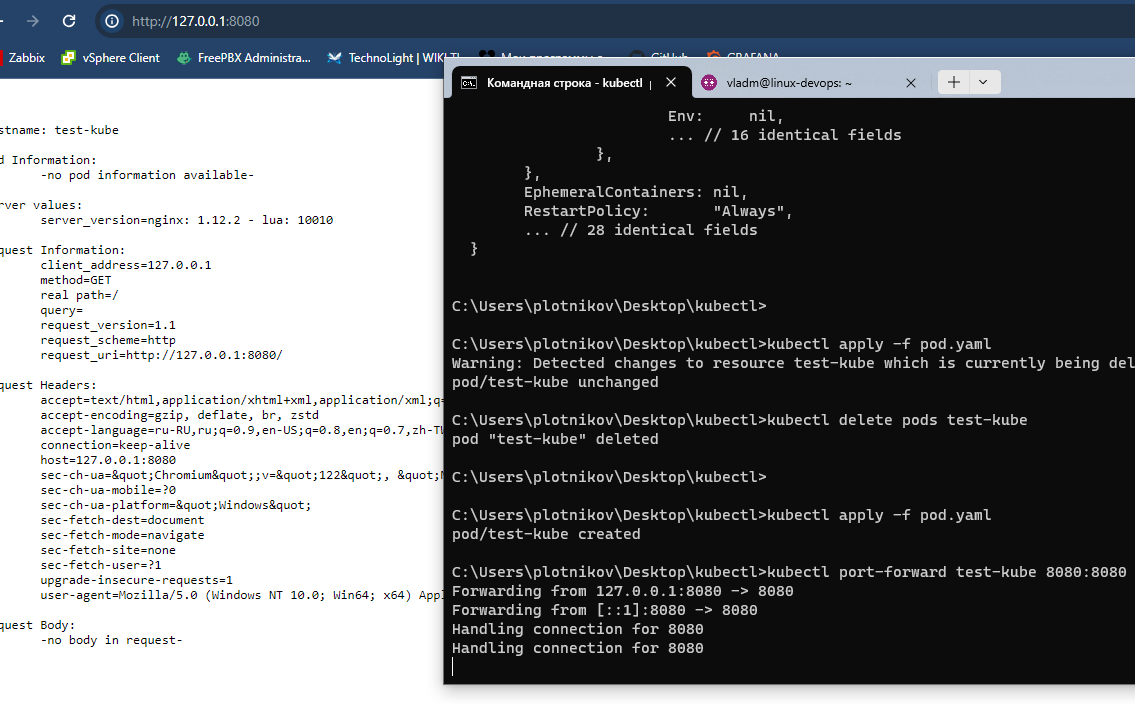 http://127.0.0.1:8080
Zabbix vSphere Client FreePBX Administra... TechnoLight | WIKI
Командная строка - kubectl
vladm@linux-devops: ~
stname: test-kube
d Information:
-no pod information available-
rver values:
server_version=nginx: 1.12.2 - lua: 10010
quest Information:
client_address=127.0.0.1
method=GET
real path=/
query=
request_version=1.1
request_scheme=http
request_uri=http://127.0.0.1:8080/
quest Headers:
accept=text/html,application/xhtml+xml,application/xml;q=
accept-encoding=gzip, deflate, br, zstd
accept-language=ru-RU,ru;q=0.9,en-US;q=0.8,en;q=0.7,zh-TW
connection=keep-alive
host=127.0.0.1:8080
sec-ch-ua=&quot;Chromium&quot;;v=&quot;122&quot;, &quot;
sec-ch-ua-mobile=?0
sec-ch-ua-platform=&quot;Windows&quot;
sec-fetch-dest=document
sec-fetch-mode=navigate
sec-fetch-site=none
sec-fetch-user=?1
upgrade-insecure-requests=1
user-agent=Mozilla/5.0 (Windows NT 10.0; Win64; x64) Appl
quest Body:
-no body in request-
Env: nil,
... // 16 identical fields
},
},
EphemeralContainers: nil,
RestartPolicy: "Always",
... // 28 identical fields
}
C:\Users\plotnikov\Desktop\kubectl>
C:\Users\plotnikov\Desktop\kubectl>kubectl apply -f pod.yaml
Warning: Detected changes to resource test-kube which is currently being del
pod/test-kube unchanged
C:\Users\plotnikov\Desktop\kubectl>kubectl delete pods test-kube
pod "test-kube" deleted
C:\Users\plotnikov\Desktop\kubectl>
C:\Users\plotnikov\Desktop\kubectl>kubectl apply -f pod.yaml
pod/test-kube created
C:\Users\plotnikov\Desktop\kubectl>kubectl port-forward test-kube 8080:8080
Forwarding from 127.0.0.1:8080 -> 8080
Forwarding from [::1]:8080 -> 8080
Handling connection for 8080
Handling connection for 8080